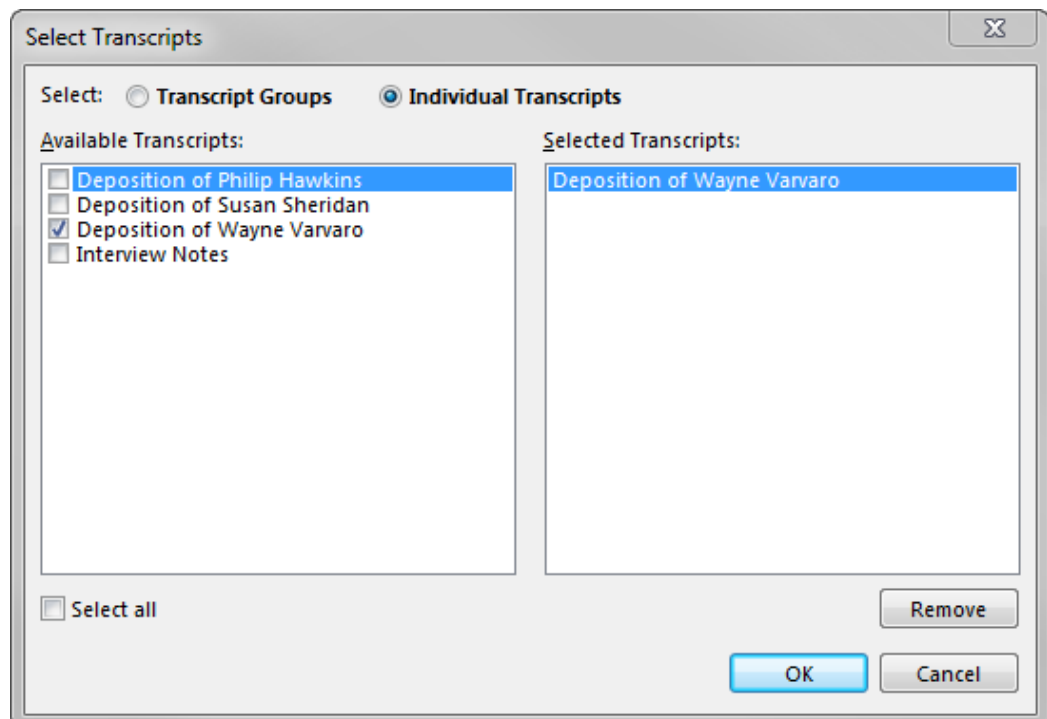 Select Transcripts
Select: Transcript Groups Individual Transcripts
Available Transcripts: Selected Transcripts:
Deposition of Philip Hawkins Deposition of Wayne Varvaro
Deposition of Susan Sheridan
Deposition of Wayne Varvaro
Interview Notes
Select all Remove
OK Cancel